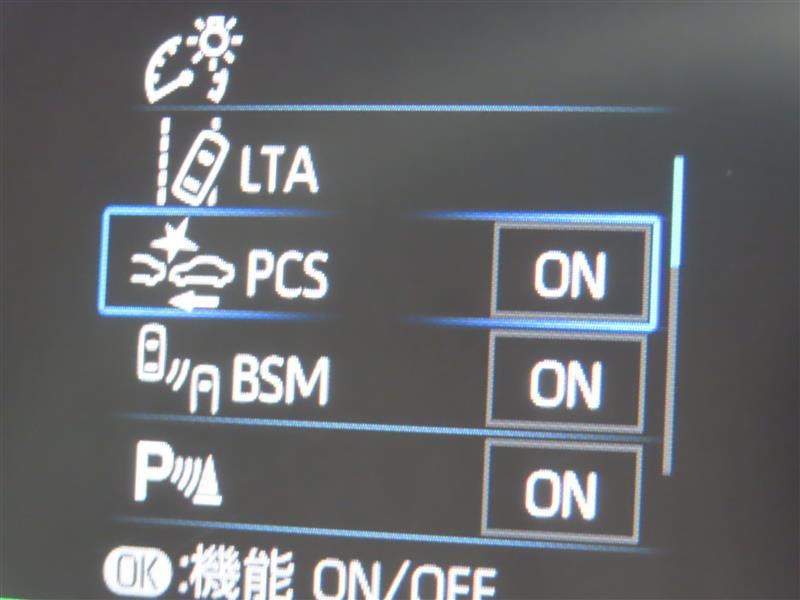 LTA
PCS ON
BSM ON
P ON
OK:機能 ON/OFF